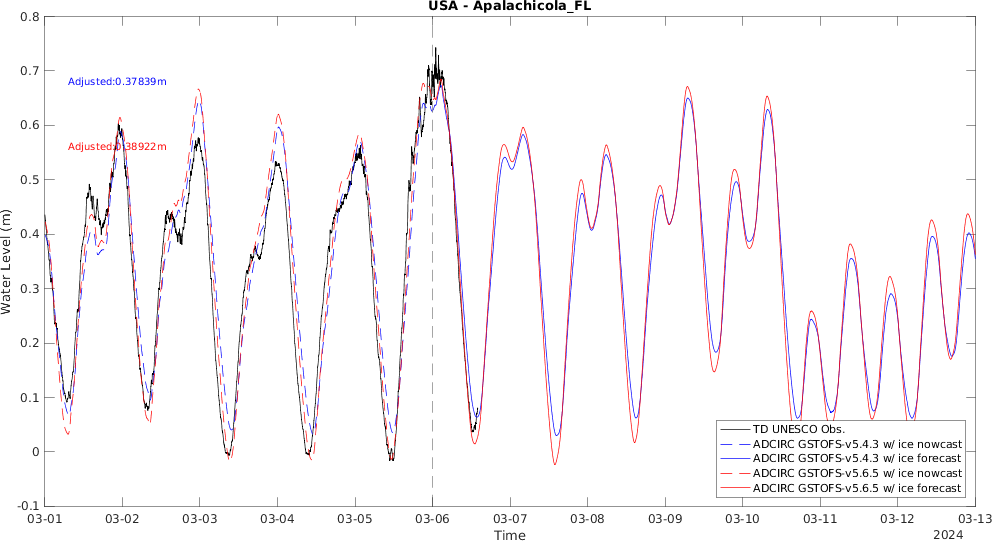 USA - Apalachicola_FL
0.8
0.7
0.6
0.5
0.4
0.3
0.2
0.1
0
-0.1
Water Level (m)
Adjusted:0.37839m
Adjusted:0.38922m
TD UNESCO Obs.
ADCIRC GSTOFS-v5.4.3 w/ ice nowcast
ADCIRC GSTOFS-v5.4.3 w/ ice forecast
ADCIRC GSTOFS-v5.6.5 w/ ice nowcast
ADCIRC GSTOFS-v5.6.5 w/ ice forecast
03-01 03-02 03-03 03-04 03-05 03-06 03-07 03-08 03-09 03-10 03-11 03-12 03-13
Time
2024